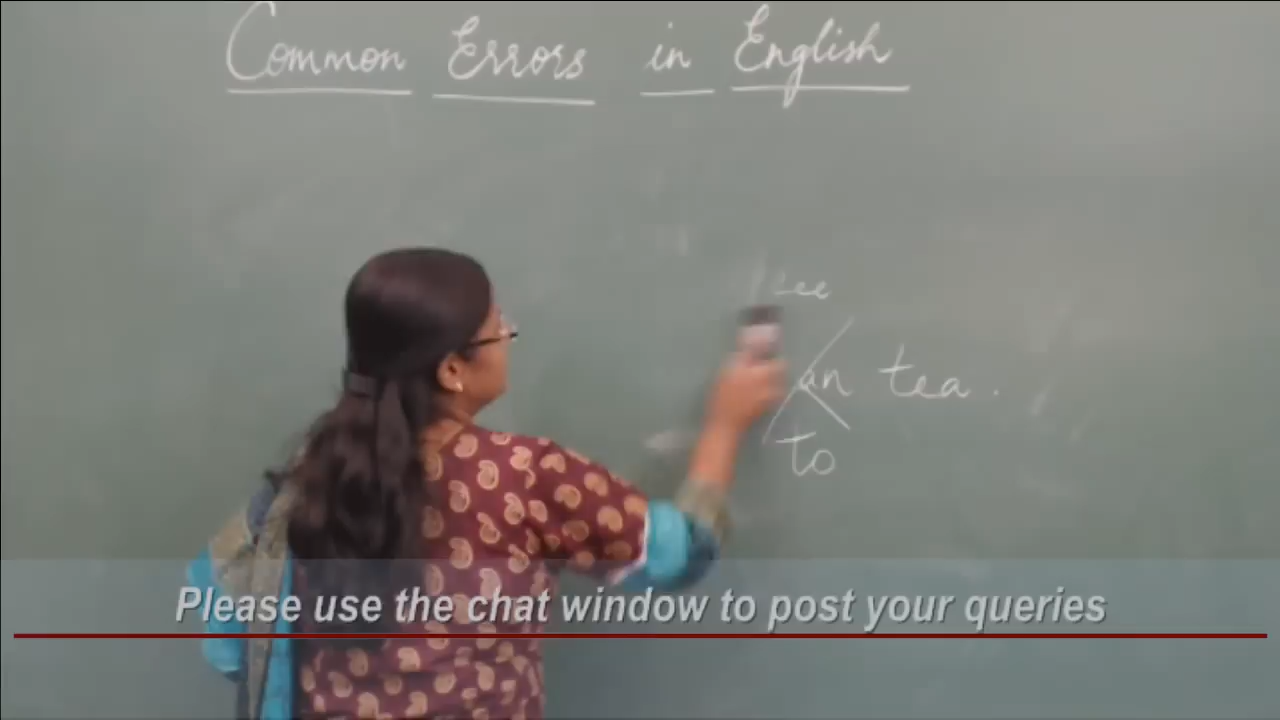 Common Errors in English
an tea.
to
Please use the chat window to post your queries